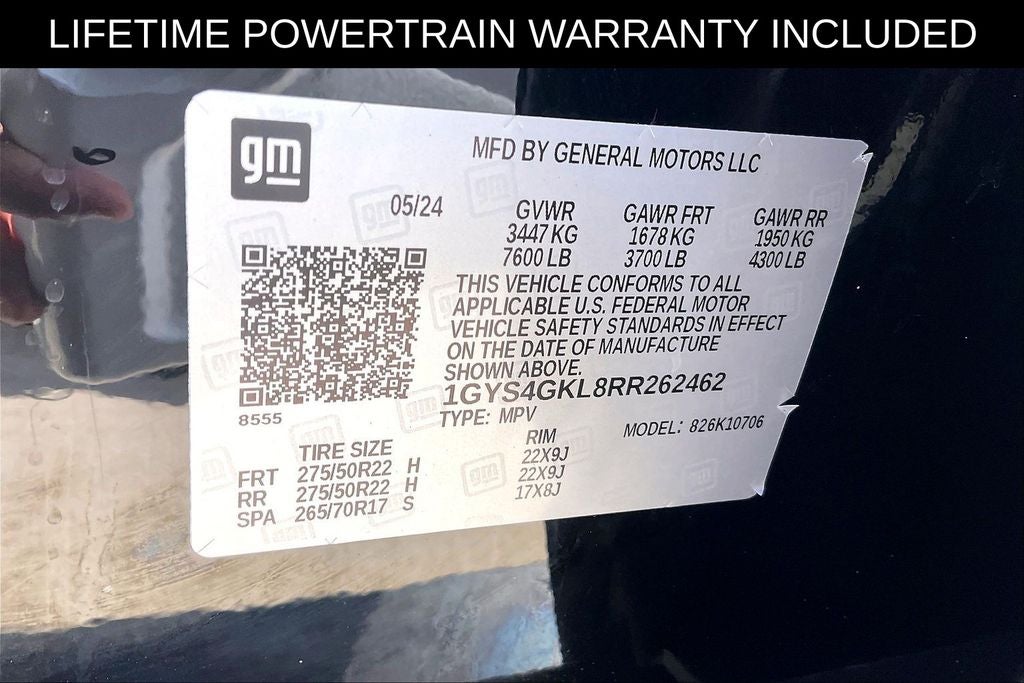 LIFETIME POWERTRAIN WARRANTY INCLUDED
gm
MFD BY GENERAL MOTORS LLC
05/24
GVWR GAWR FRT GAWR RR
3447 KG 1678 KG 1950 KG
7600 LB 3700 LB 4300 LB
THIS VEHICLE CONFORMS TO ALL
APPLICABLE U.S. FEDERAL MOTOR
VEHICLE SAFETY STANDARDS IN EFFECT
ON THE DATE OF MANUFACTURE
SHOWN ABOVE.
1GYS4GKL8RR262462
8555
TYPE: MPV MODEL: 826K10706
TIRE SIZE RIM
FRT 275/50R22 H 22X9J
RR 275/50R22 H 22X9J
SPA 265/70R17 S 17X8J